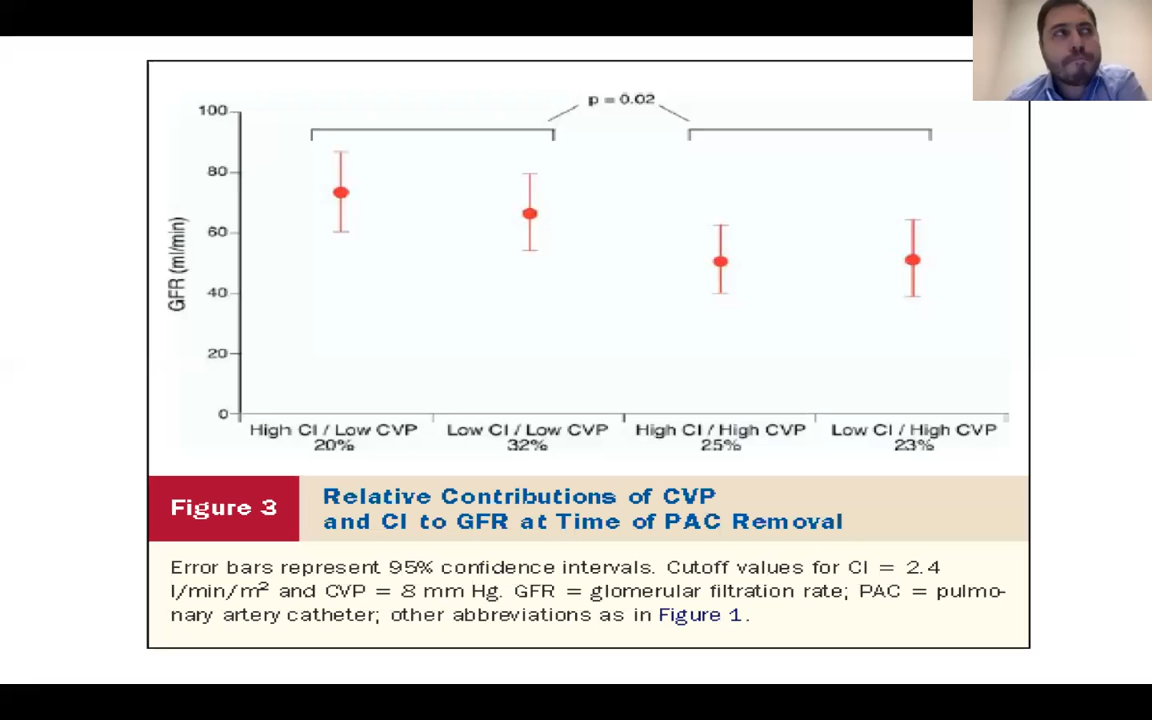 p = 0.02
100
80
60
40
20
0
GFR (ml/min)
High CI / Low CVP
20%
Low CI / Low CVP
32%
High CI / High CVP
25%
Low CI / High CVP
23%
Figure 3
Relative Contributions of CVP
and CI to GFR at Time of PAC Removal
Error bars represent 95% confidence intervals. Cutoff values for CI = 2.4
l/min/m² and CVP = 8 mm Hg. GFR = glomerular filtration rate; PAC = pulmo-
nary artery catheter; other abbreviations as in Figure 1.